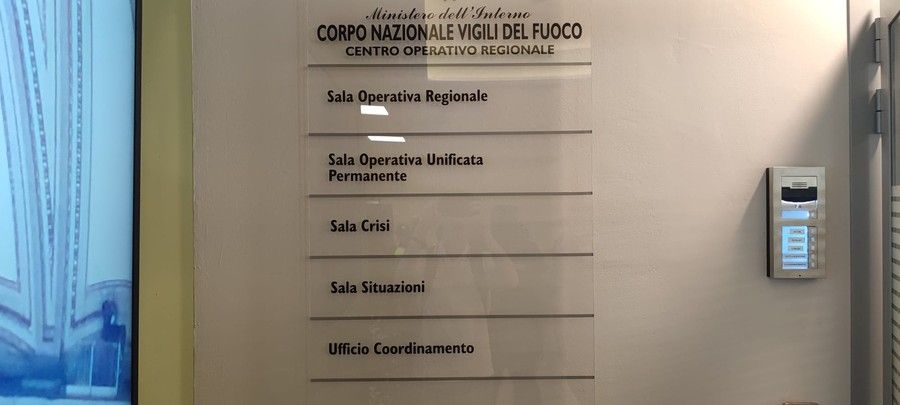 Ministero dell'Interno
CORPO NAZIONALE VIGILI DEL FUOCO
CENTRO OPERATIVO REGIONALE
Sala Operativa Regionale
Sala Operativa Unificata
Permanente
Sala Crisi
Sala Situazioni
Ufficio Coordinamento